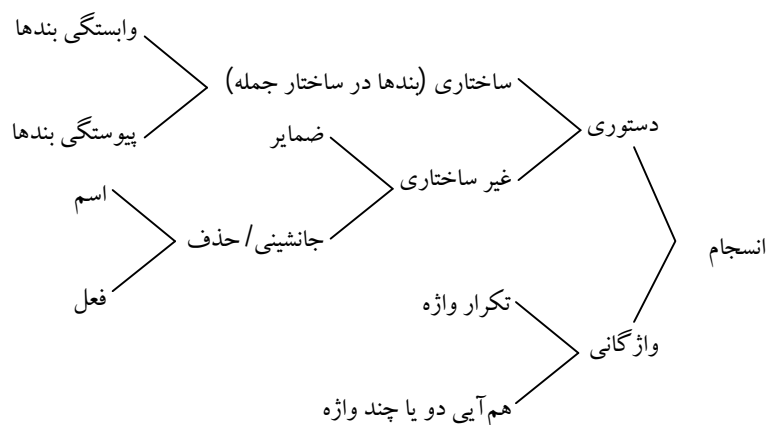 انسجام
دستوری
ساختاری (بندها در ساختار جمله)
وابستگی بندها
پیوستگی بندها
غیر ساختاری
ضمایر
جانشینی/ حذف
اسم
فعل
واژگانی
تکرار واژه
هم‌آیی دو یا چند واژه